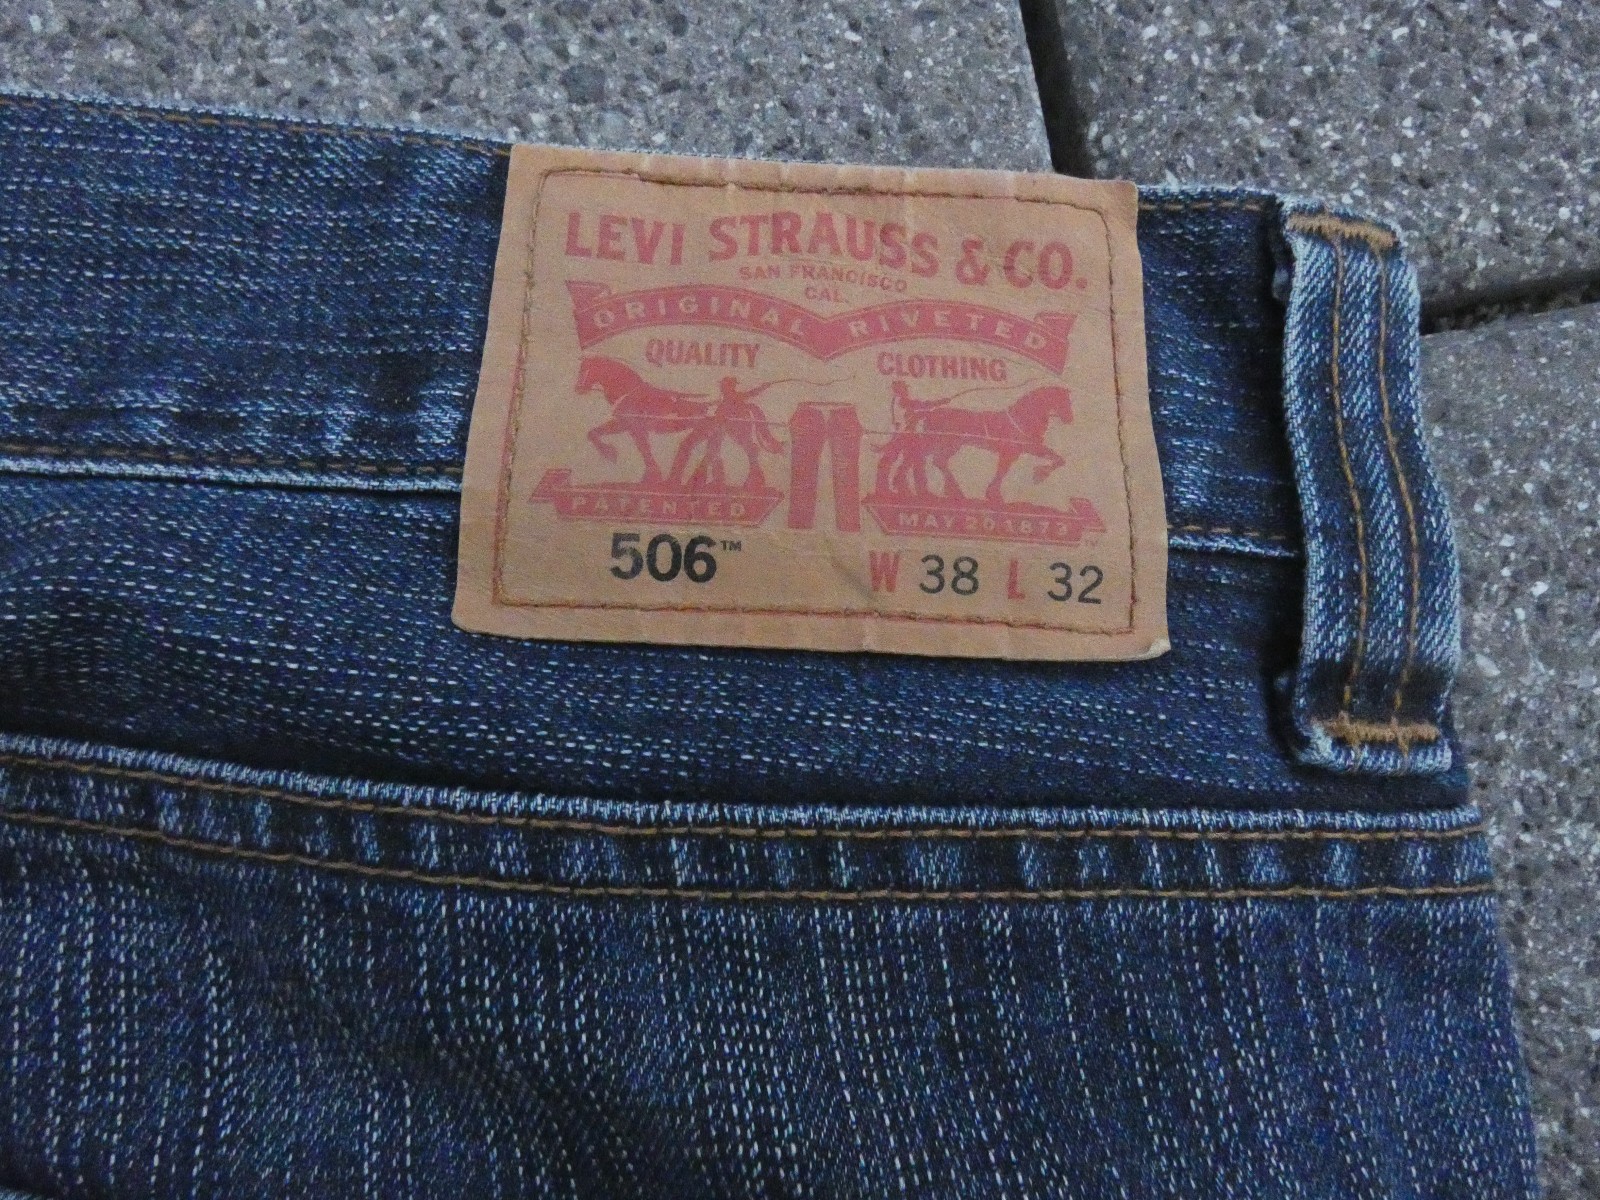 LEVI STRAUSS & CO.
SAN FRANCISCO
CAL.
ORIGINAL RIVETED
QUALITY CLOTHING
PATENTED MAY 20 1873
506™ W 38 L 32